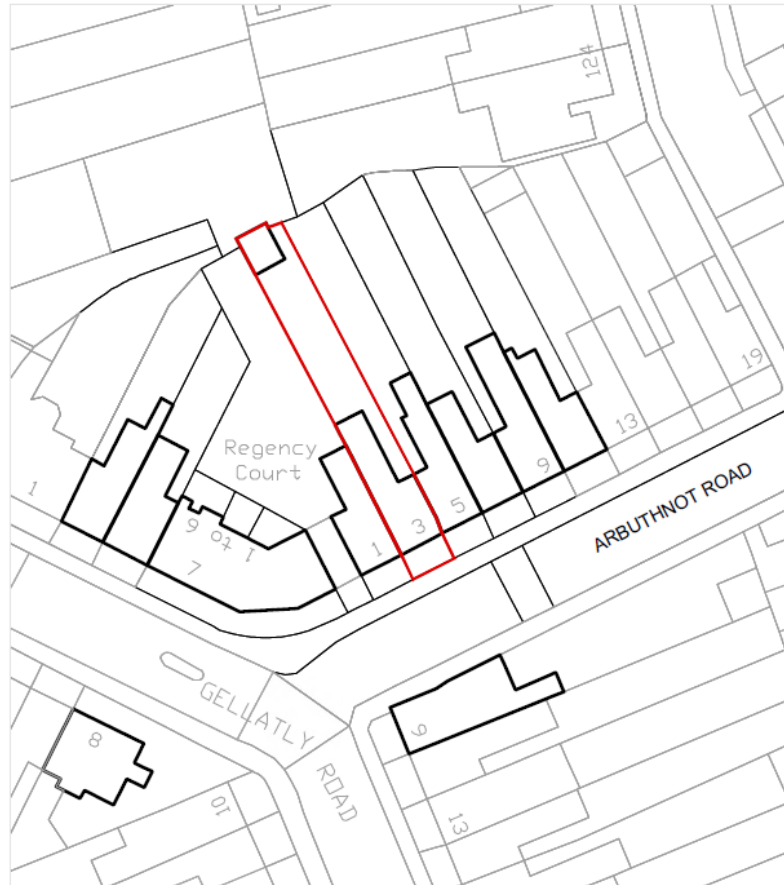 124
Regency
Court
1
19
13
9
5
3
1
1 to 6
7
ARBUTHNOT ROAD
GELLATLY
ROAD
8
9
10
13